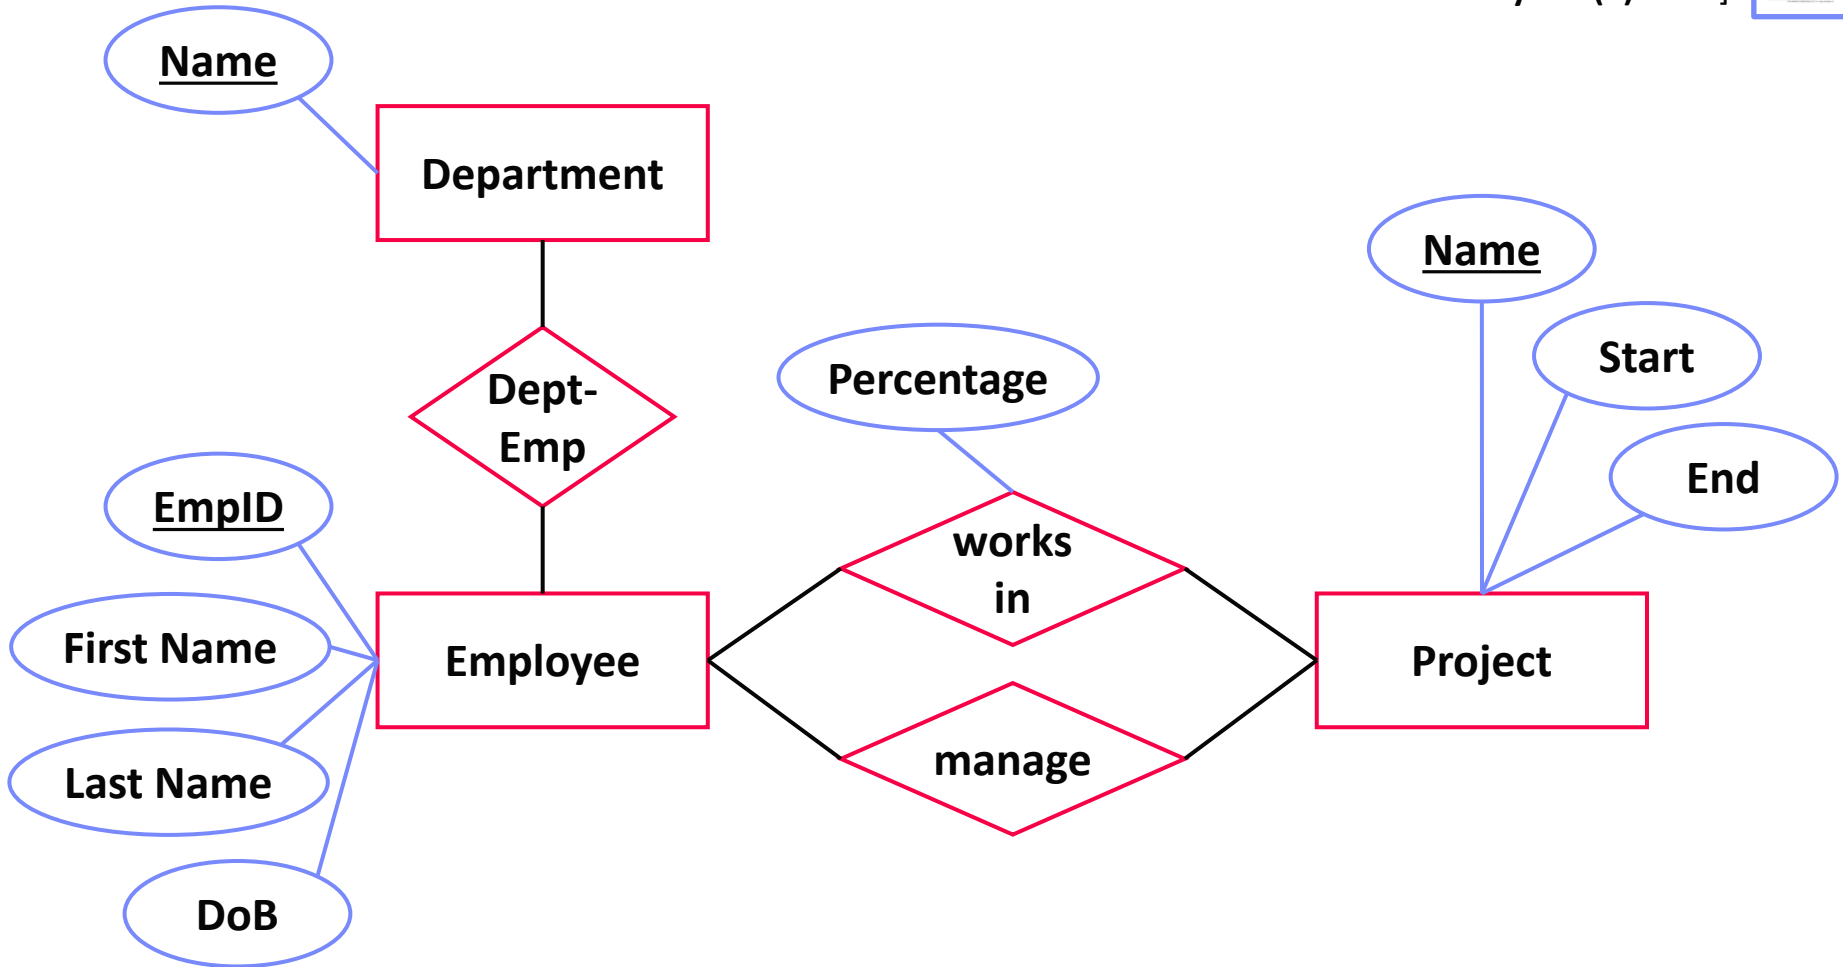 Name
Department
Name
Start
Dept-
Emp
Percentage
End
EmpID
works
in
First Name
Employee
Project
Last Name
manage
DoB